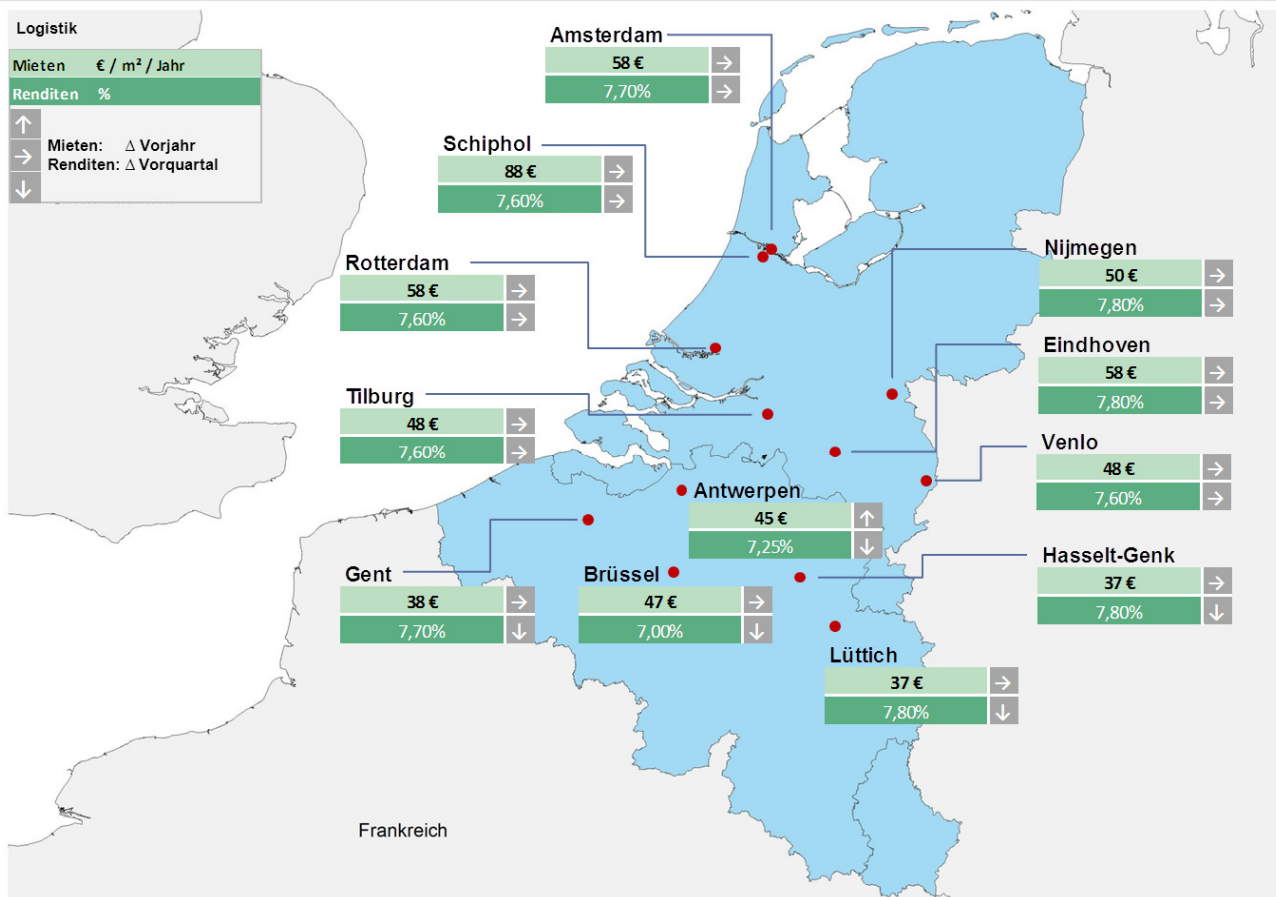 Logistik
Mieten € / m² / Jahr
Renditen %
↑
→
↓
Mieten: Δ Vorjahr
Renditen: Δ Vorquartal
Amsterdam
58 € →
7,70% →
Schiphol
88 € →
7,60% →
Rotterdam
58 € →
7,60% →
Tilburg
48 € →
7,60% →
Nijmegen
50 € →
7,80% →
Eindhoven
58 € →
7,80% →
Venlo
48 € →
7,60% →
Antwerpen
45 € ↑
7,25% ↓
Gent
38 € →
7,70% ↓
Brüssel
47 € →
7,00% ↓
Hasselt-Genk
37 € →
7,80% ↓
Lüttich
37 € →
7,80% ↓
Frankreich